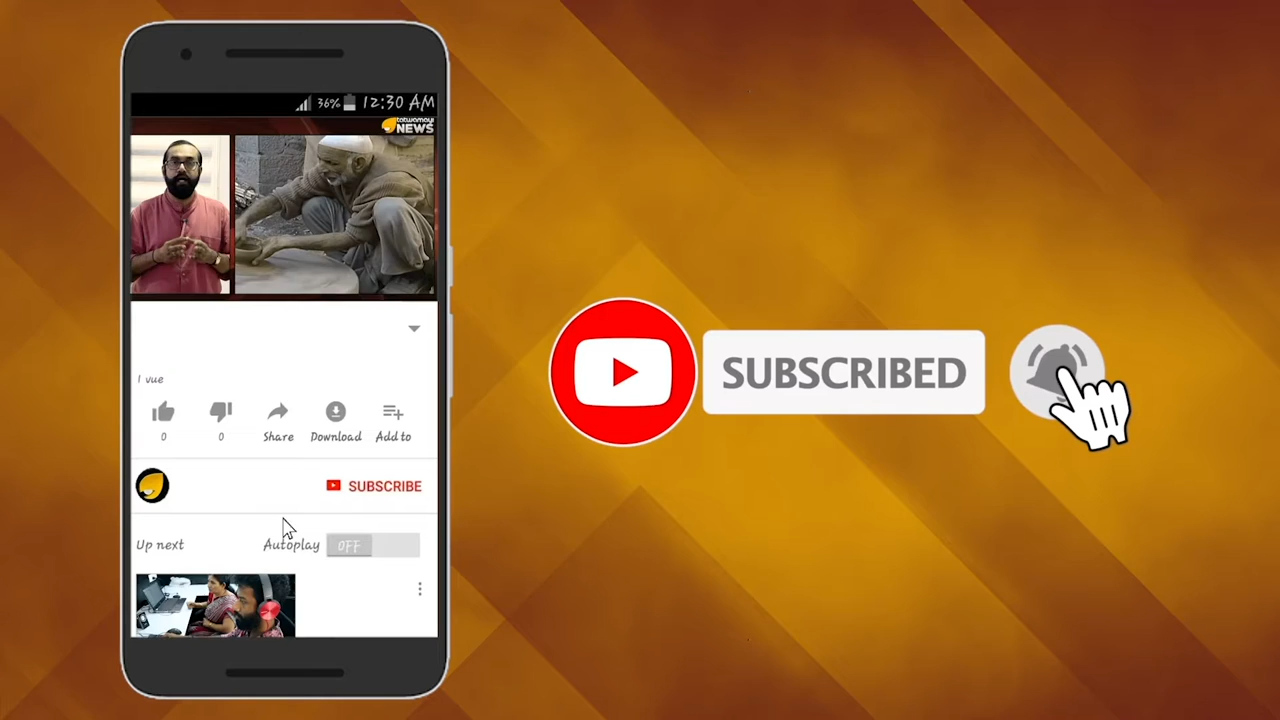 36% 12:30 AM
tatwamayi
NEWS
1 vue
0 0 Share Download Add to
SUBSCRIBE
Up next Autoplay OFF
SUBSCRIBED